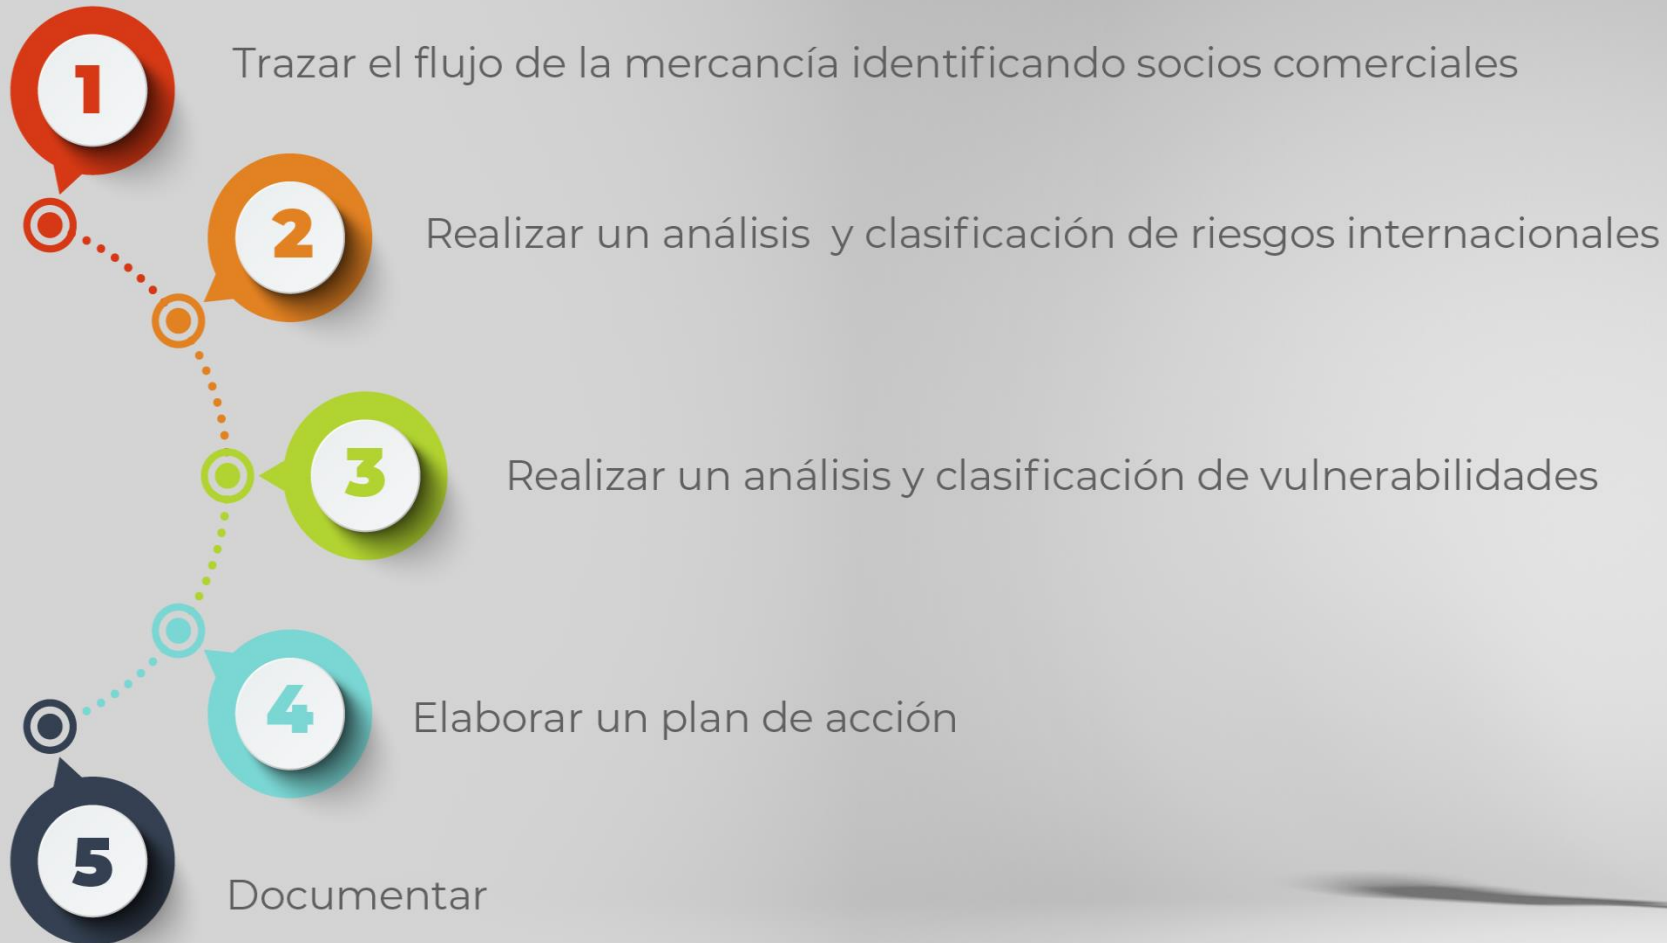 1
Trazar el flujo de la mercancía identificando socios comerciales
2
Realizar un análisis y clasificación de riesgos internacionales
3
Realizar un análisis y clasificación de vulnerabilidades
4
Elaborar un plan de acción
5
Documentar